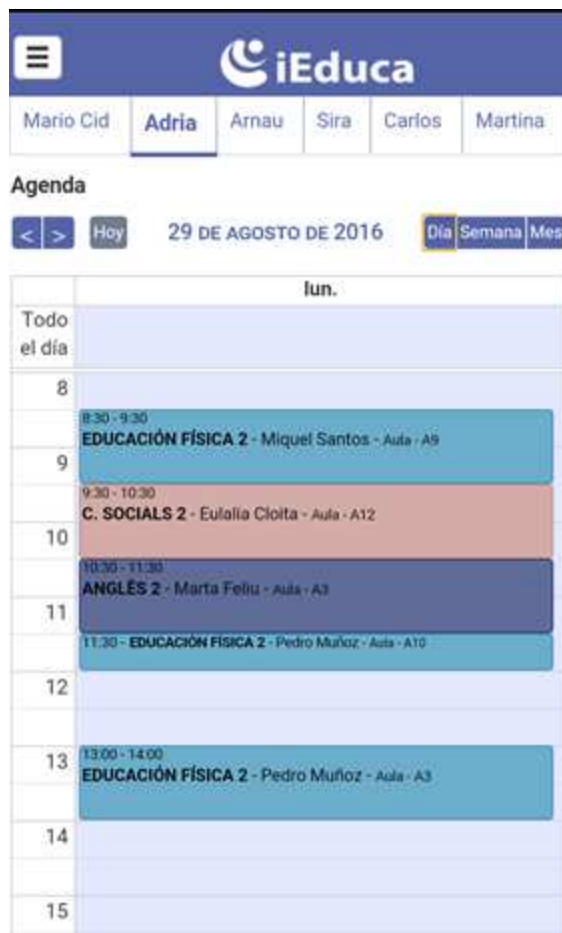 iEduca
Mario Cid Adria Arnau Sira Carlos Martina
Agenda
< > Hoy 29 DE AGOSTO DE 2016 Día Semana Mes
lun.
Todo
el día
8
8:30 - 9:30
EDUCACIÓN FÍSICA 2 - Miquel Santos - Aula - A9
9
9:30 - 10:30
C. SOCIALS 2 - Eulalia Cloita - Aula - A12
10
10:30 - 11:30
ANGLÈS 2 - Marta Feliu - Aula - A3
11
11:30 - EDUCACIÓN FÍSICA 2 - Pedro Muñoz - Aula - A10
12
13
13:00 - 14:00
EDUCACIÓN FÍSICA 2 - Pedro Muñoz - Aula - A3
14
15